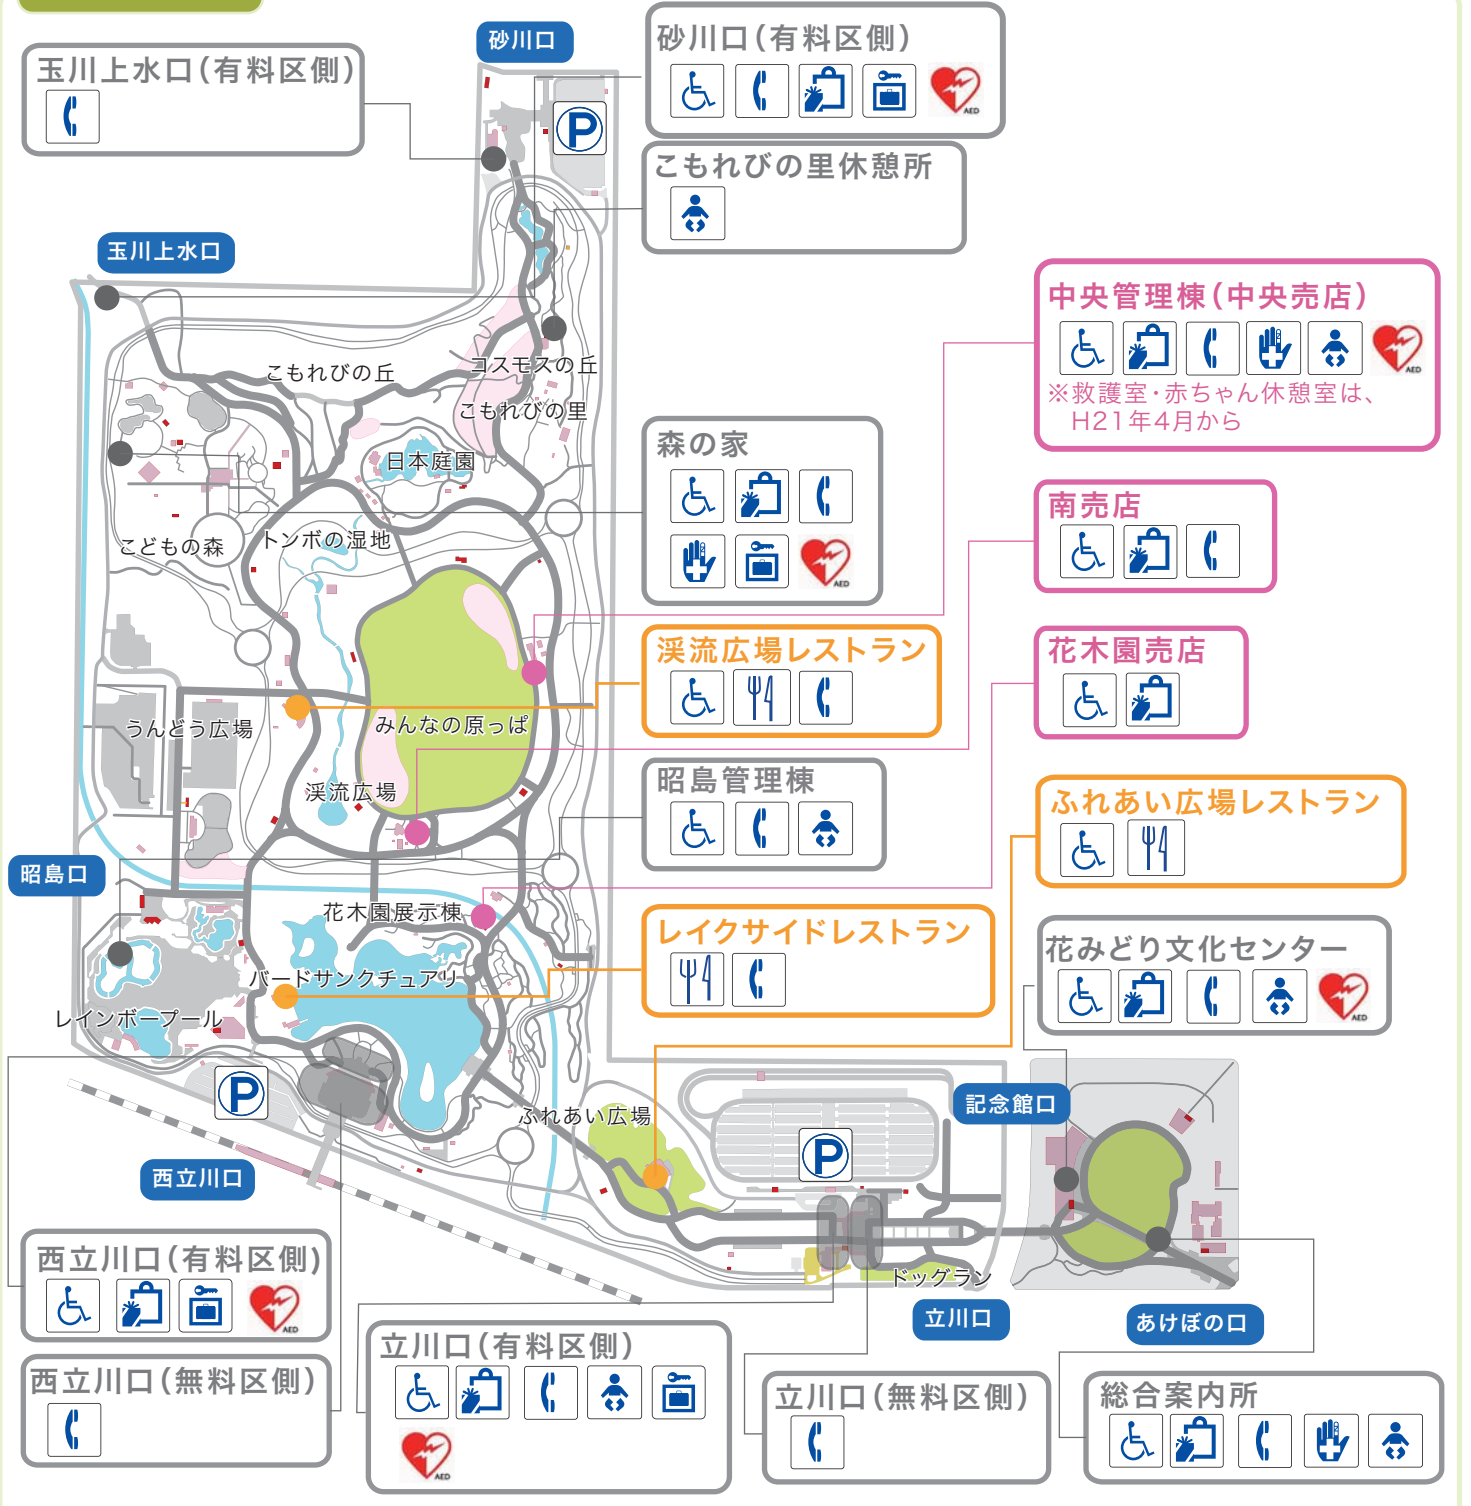 砂川口
玉川上水口(有料区側)
砂川口(有料区側)
AED
P
こもれびの里休憩所
玉川上水口
中央管理棟(中央売店)
AED
※救護室・赤ちゃん休憩室は、
H21年4月から
コスモスの丘
こもれびの丘
こもれびの里
日本庭園
森の家
AED
南売店
こどもの森
トンボの湿地
渓流広場レストラン
花木園売店
うんどう広場
みんなの原っぱ
渓流広場
昭島管理棟
ふれあい広場レストラン
昭島口
花木園展示棟
レイクサイドレストラン
花みどり文化センター
AED
バードサンクチュアリ
レインボープール
P
ふれあい広場
記念館口
P
西立川口
西立川口(有料区側)
AED
ドッグラン
立川口
あけぼの口
西立川口(無料区側)
立川口(有料区側)
AED
立川口(無料区側)
総合案内所